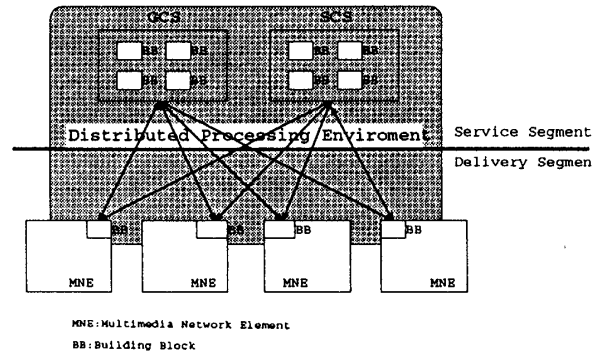 GCS SCS
BB BB BB BB
BB BB BB BB
Distributed Processing Enviroment Service Segment
Delivery Segmen
BB BB BB BB
MNE MNE MNE MNE
MNE:Multimedia Network Element
BB:Building Block